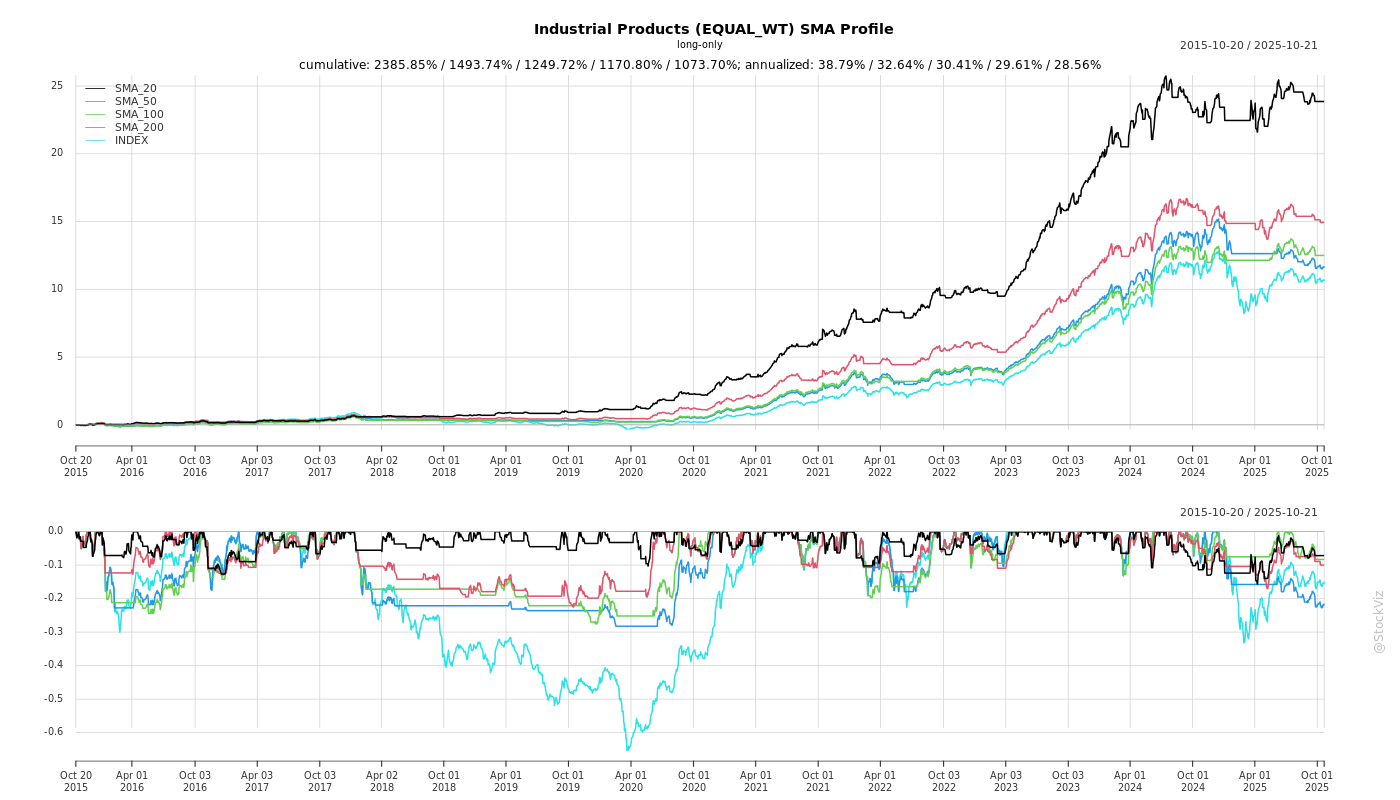 Industrial Products (EQUAL_WT) SMA Profile
long-only
2015-10-20 / 2025-10-21
cumulative: 2385.85% / 1493.74% / 1249.72% / 1170.80% / 1073.70%; annualized: 38.79% / 32.64% / 30.41% / 29.61% / 28.56%
SMA_20
SMA_50
SMA_100
SMA_200
INDEX
25
20
15
10
5
0
Oct 20 Apr 01 Oct 03 Apr 03 Oct 03 Apr 02 Oct 01 Apr 01 Oct 01 Apr 01 Oct 01 Apr 01 Oct 01 Apr 01 Oct 03 Apr 03 Oct 03 Apr 01 Oct 01 Apr 01 Oct 01
2015 2016 2016 2017 2017 2018 2018 2019 2019 2020 2020 2021 2021 2022 2022 2023 2023 2024 2024 2025 2025
2015-10-20 / 2025-10-21
0.0
-0.1
-0.2
-0.3
-0.4
-0.5
-0.6
Oct 20 Apr 01 Oct 03 Apr 03 Oct 03 Apr 02 Oct 01 Apr 01 Oct 01 Apr 01 Oct 01 Apr 01 Oct 01 Apr 01 Oct 03 Apr 03 Oct 03 Apr 01 Oct 01 Apr 01 Oct 01
2015 2016 2016 2017 2017 2018 2018 2019 2019 2020 2020 2021 2021 2022 2022 2023 2023 2024 2024 2025 2025
@StockViz